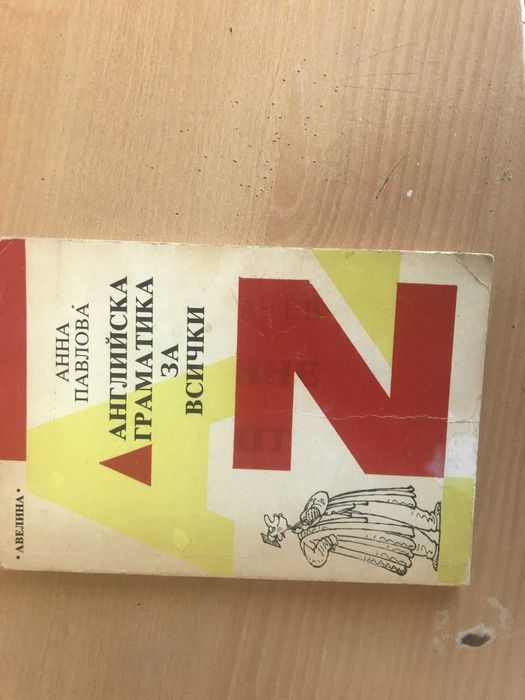 • АВЕЛИНА •
АННА
ПАВЛОВА
АНГЛИЙСКА
ГРАМАТИКА
ЗА
ВСИЧКИ
A
Z